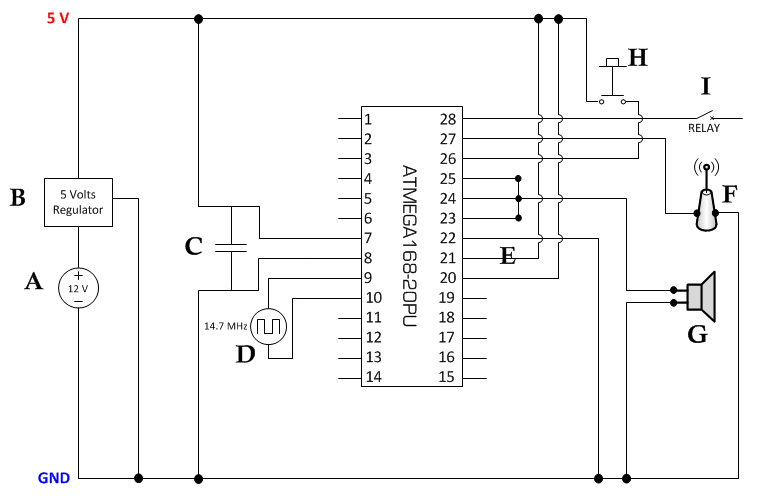 5 V
H
I
RELAY
1 28
2 27
3 26
4 25
5 24
6 23
7 22
8 21
9 20
10 19
11 18
12 17
13 16
14 15
ATMEGA168-20PU
B
5 Volts
Regulator
F
C
E
A
+
12 V
−
14.7 MHz
D
G
GND